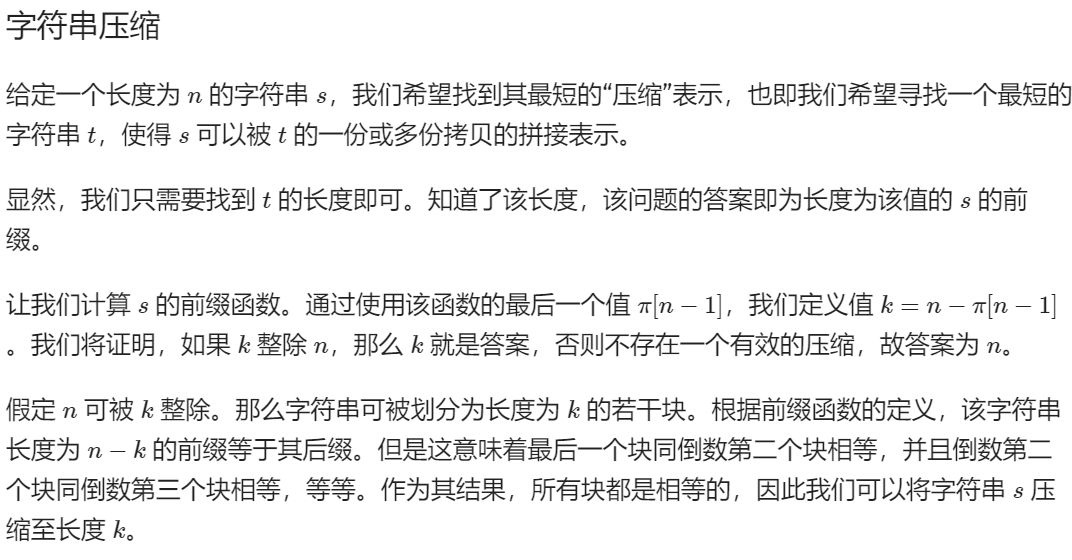 字符串压缩
给定一个长度为 n 的字符串 s，我们希望找到其最短的“压缩”表示，也即我们希望寻找一个最短的
字符串 t，使得 s 可以被 t 的一份或多份拷贝的拼接表示。
显然，我们只需要找到 t 的长度即可。知道了该长度，该问题的答案即为长度为该值的 s 的前
缀。
让我们计算 s 的前缀函数。通过使用该函数的最后一个值 π[n − 1]，我们定义值 k = n − π[n − 1]
。我们将证明，如果 k 整除 n，那么 k 就是答案，否则不存在一个有效的压缩，故答案为 n。
假定 n 可被 k 整除。那么字符串可被划分为长度为 k 的若干块。根据前缀函数的定义，该字符串
长度为 n − k 的前缀等于其后缀。但是这意味着最后一个块同倒数第二个块相等，并且倒数第二
个块同倒数第三个块相等，等等。作为其结果，所有块都是相等的，因此我们可以将字符串 s 压
缩至长度 k。